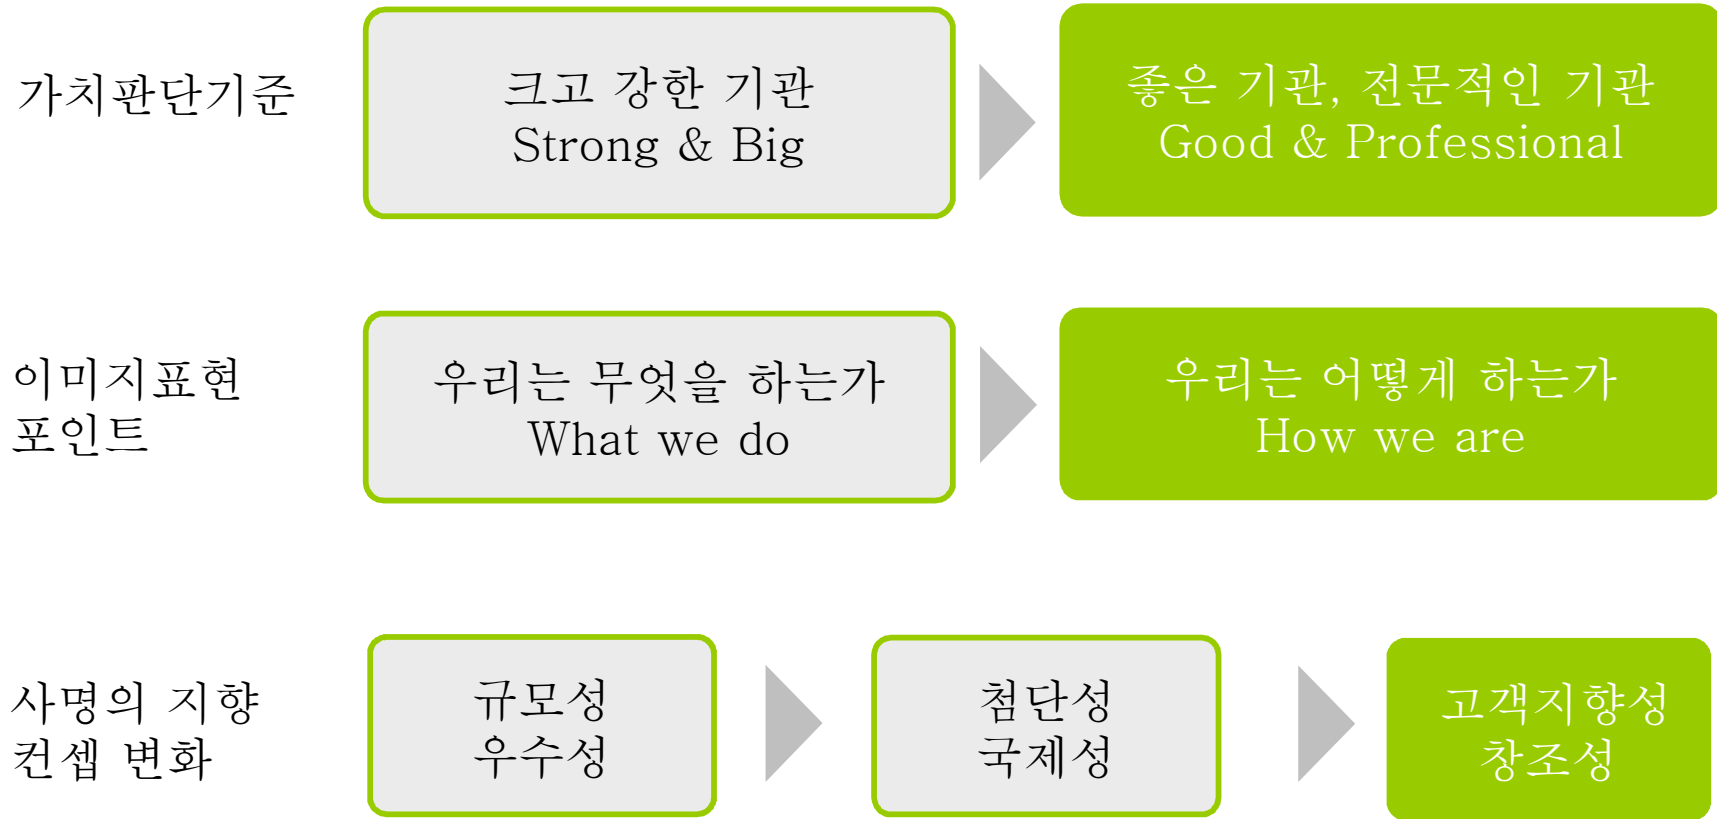 가치판단기준
크고 강한 기관
Strong & Big
좋은 기관, 전문적인 기관
Good & Professional
이미지표현
포인트
우리는 무엇을 하는가
What we do
우리는 어떻게 하는가
How we are
사명의 지향
컨셉 변화
규모성
우수성
첨단성
국제성
고객지향성
창조성